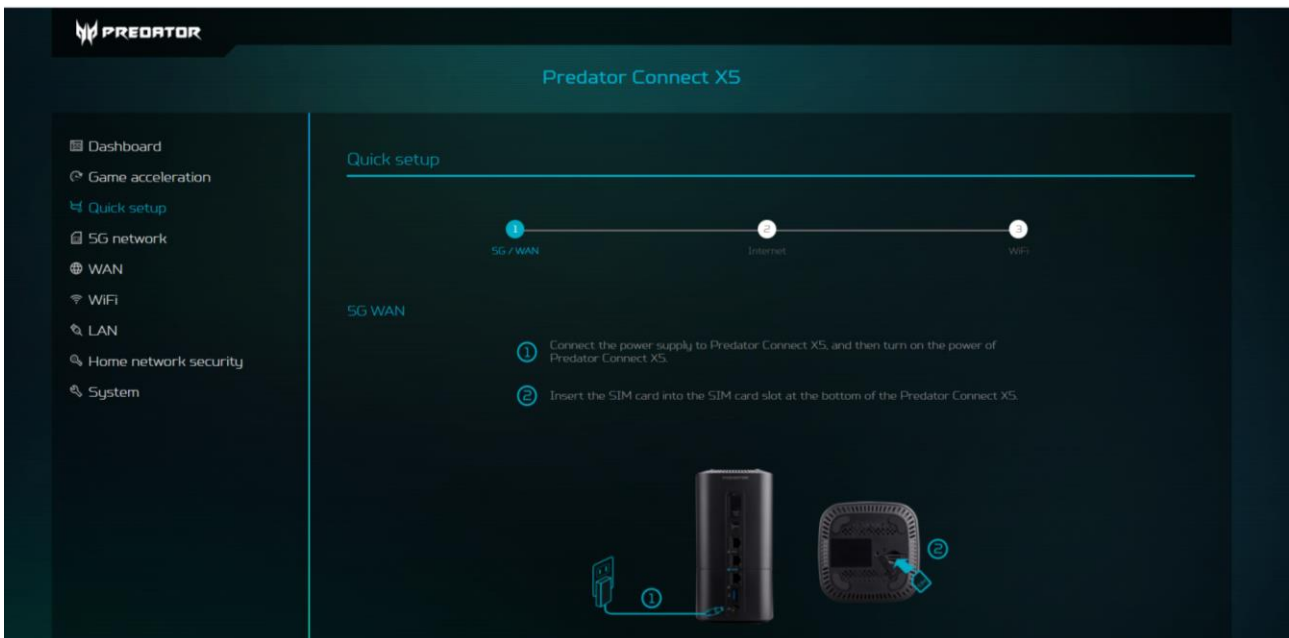 PREDATOR
Predator Connect X5
Dashboard
Game acceleration
Quick setup
5G network
WAN
WiFi
LAN
Home network security
System
Quick setup
1
2
3
5G / WAN
Internet
WiFi
5G WAN
1
Connect the power supply to Predator Connect X5, and then turn on the power of
Predator Connect X5.
2
Insert the SIM card into the SIM card slot at the bottom of the Predator Connect X5.
PREDATOR
1
2